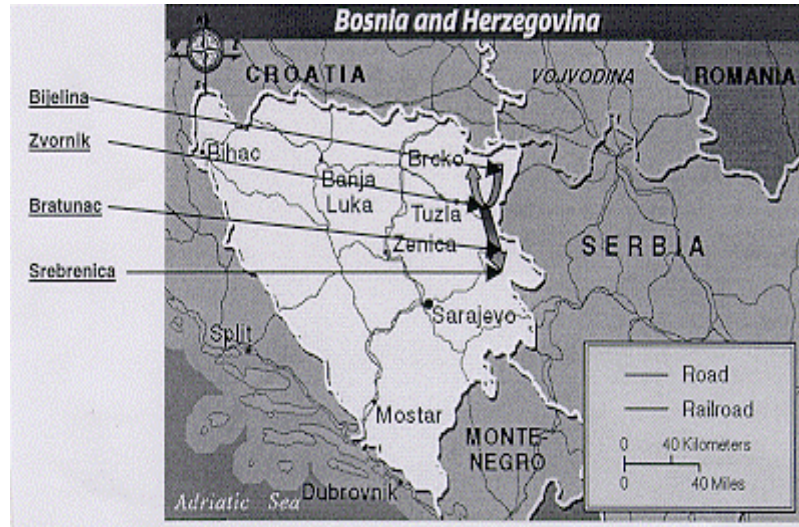 Bosnia and Herzegovina
CROATIA
VOJVODINA
ROMANIA
Bijelina
Zvornik
Bratunac
Srebrenica
Bihac
Banja
Luka
Brcko
Tuzla
Zenica
SERBIA
Sarajevo
Split
Mostar
MONTE-
NEGRO
Dubrovnik
Adriatic Sea
Road
Railroad
0 40 Kilometers
0 40 Miles